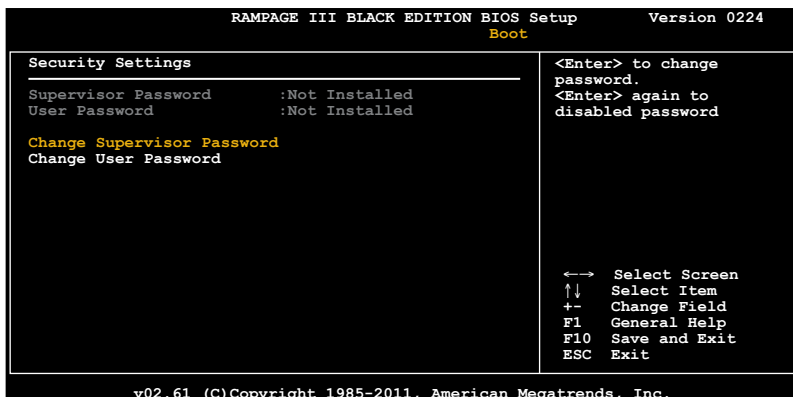 RAMPAGE III BLACK EDITION BIOS Setup Version 0224
Boot
Security Settings
Supervisor Password :Not Installed
User Password :Not Installed
Change Supervisor Password
Change User Password
<Enter> to change
password.
<Enter> again to
disabled password
←→ Select Screen
↑↓ Select Item
+- Change Field
F1 General Help
F10 Save and Exit
ESC Exit
v02.61 (C)Copyright 1985-2011, American Megatrends, Inc.